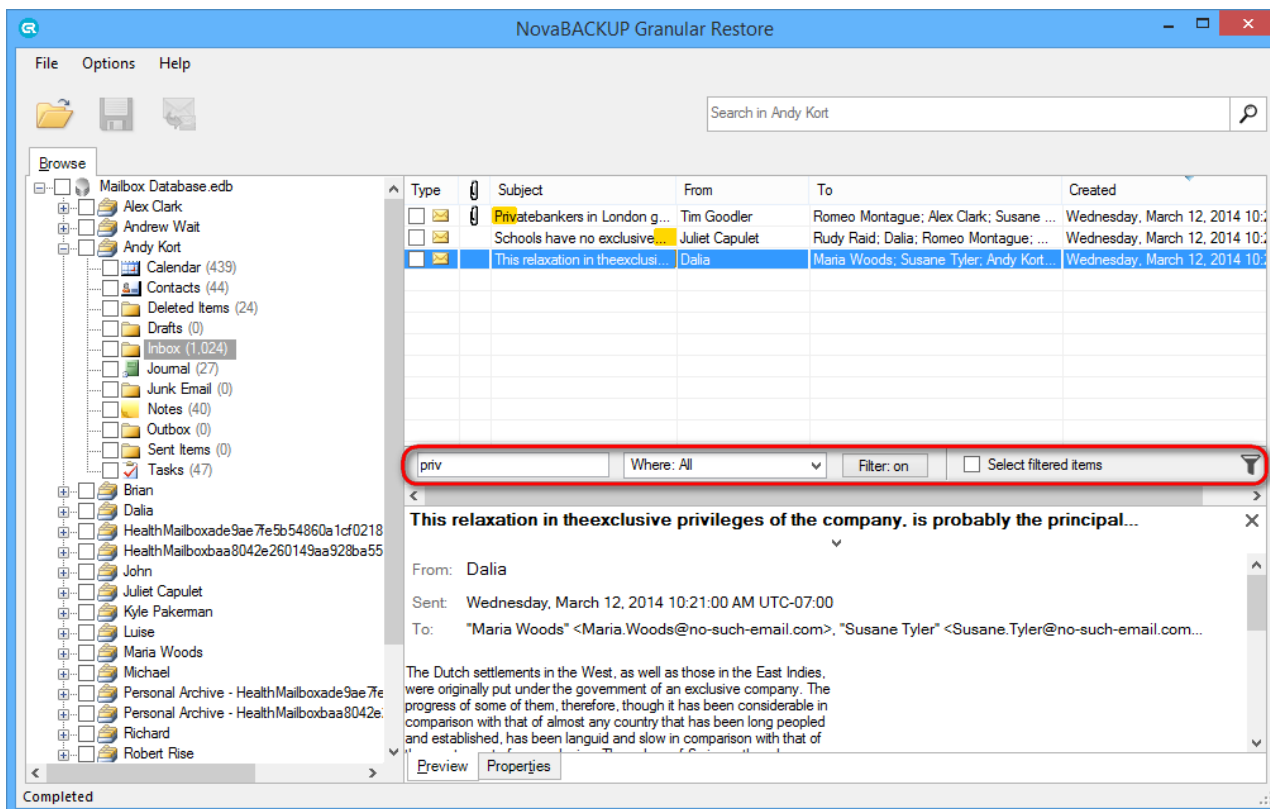 NovaBACKUP Granular Restore
File Options Help
Search in Andy Kort
Browse
Mailbox Database.edb
Alex Clark
Andrew Wait
Andy Kort
Calendar (439)
Contacts (44)
Deleted Items (24)
Drafts (0)
Inbox (1,024)
Journal (27)
Junk Email (0)
Notes (40)
Outbox (0)
Sent Items (0)
Tasks (47)
Brian
Dalia
HealthMailboxade9ae7fe5b54860a1cf0218
HealthMailboxbaa8042e260149aa928ba55
John
Juliet Capulet
Kyle Pakerman
Luise
Maria Woods
Michael
Personal Archive - HealthMailboxade9ae7fe
Personal Archive - HealthMailboxbaa8042e
Richard
Robert Rise
Type Subject From To Created
Privatebankers in London g... Tim Goodler Romeo Montague; Alex Clark; Susane ... Wednesday, March 12, 2014 10:2
Schools have no exclusive... Juliet Capulet Rudy Raid; Dalia; Romeo Montague; ... Wednesday, March 12, 2014 10:2
This relaxation in theexclusi... Dalia Maria Woods; Susane Tyler; Andy Kort... Wednesday, March 12, 2014 10:2
priv Where: All Filter: on Select filtered items
This relaxation in theexclusive privileges of the company, is probably the principal...
From: Dalia
Sent: Wednesday, March 12, 2014 10:21:00 AM UTC-07:00
To: "Maria Woods" <Maria.Woods@no-such-email.com>, "Susane Tyler" <Susane.Tyler@no-such-email.com...
The Dutch settlements in the West, as well as those in the East Indies,
were originally put under the government of an exclusive company. The
progress of some of them, therefore, though it has been considerable in
comparison with that of almost any country that has been long peopled
and established, has been languid and slow in comparison with that of
Preview Properties
Completed